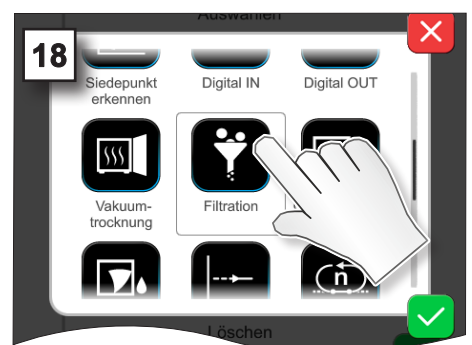 Auswählen
18
Siedepunkt
erkennen
Digital IN
Digital OUT
Vakuum-
trocknung
Filtration
n
Löschen